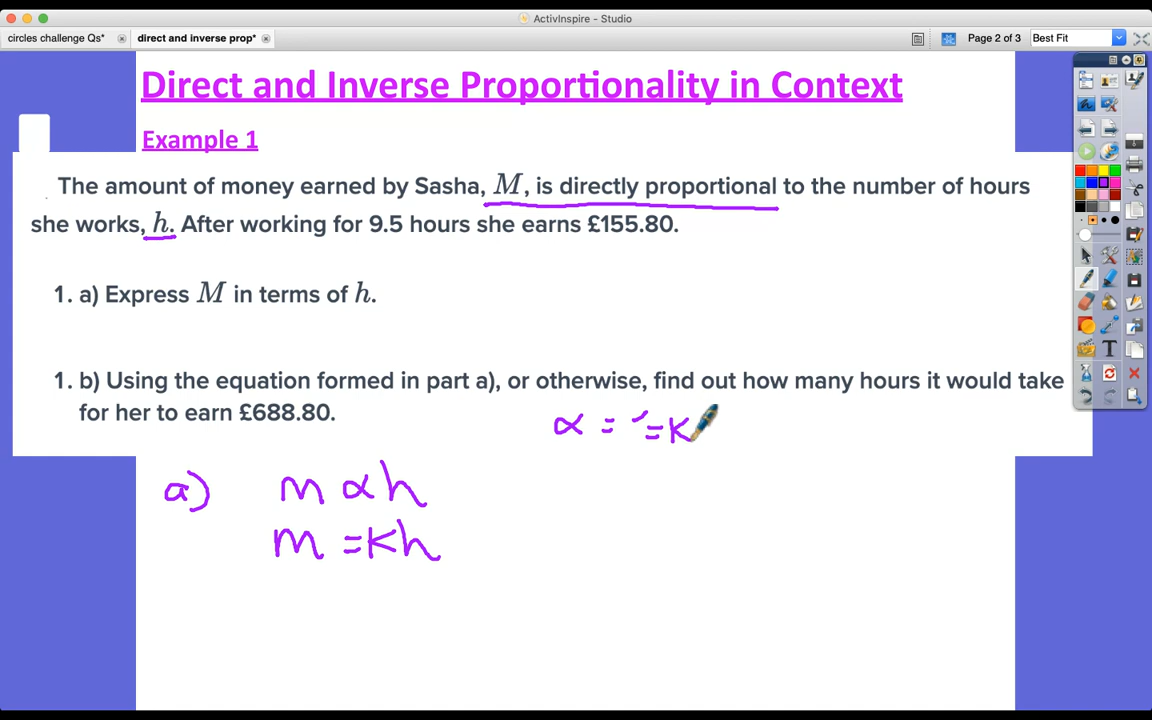 ActivInspire - Studio
circles challenge Qs*
direct and inverse prop*
Page 2 of 3
Best Fit
Direct and Inverse Proportionality in Context
Example 1
The amount of money earned by Sasha, M, is directly proportional to the number of hours
she works, h. After working for 9.5 hours she earns £155.80.
1. a) Express M in terms of h.
1. b) Using the equation formed in part a), or otherwise, find out how many hours it would take
for her to earn £688.80.
∝ = '=K
a) m ∝ h
m =Kh